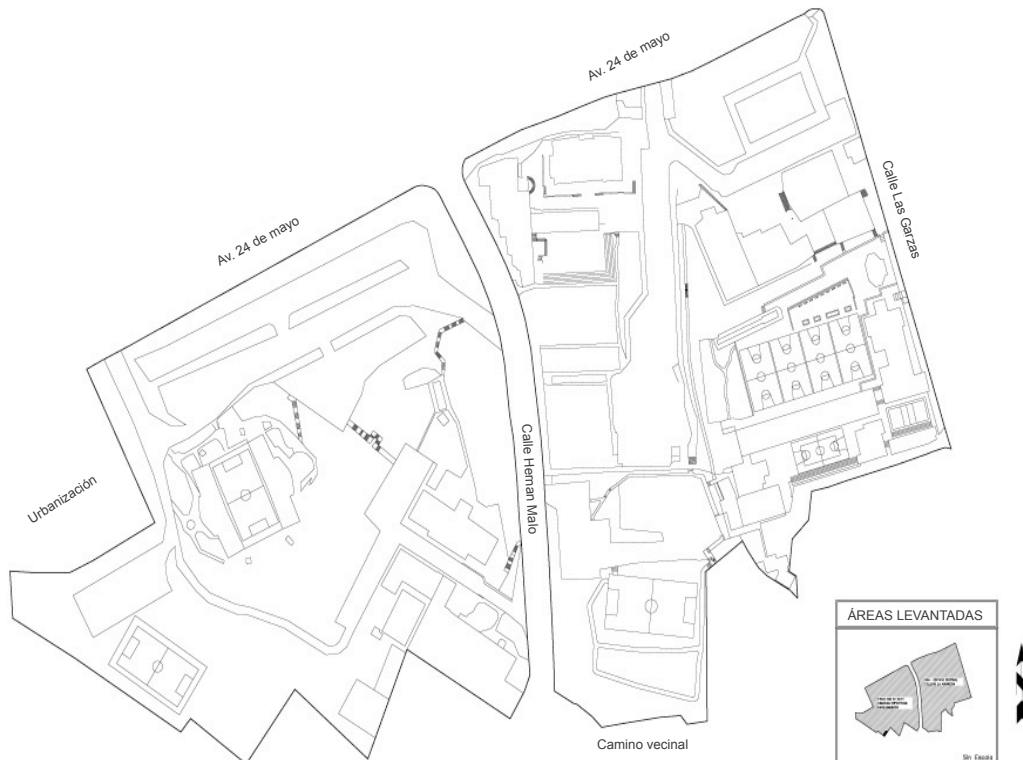 Av. 24 de mayo
Av. 24 de mayo
Calle Las Garzas
Calle Heman Malo
Urbanización
Camino vecinal
ÁREAS LEVANTADAS
Sin Escala